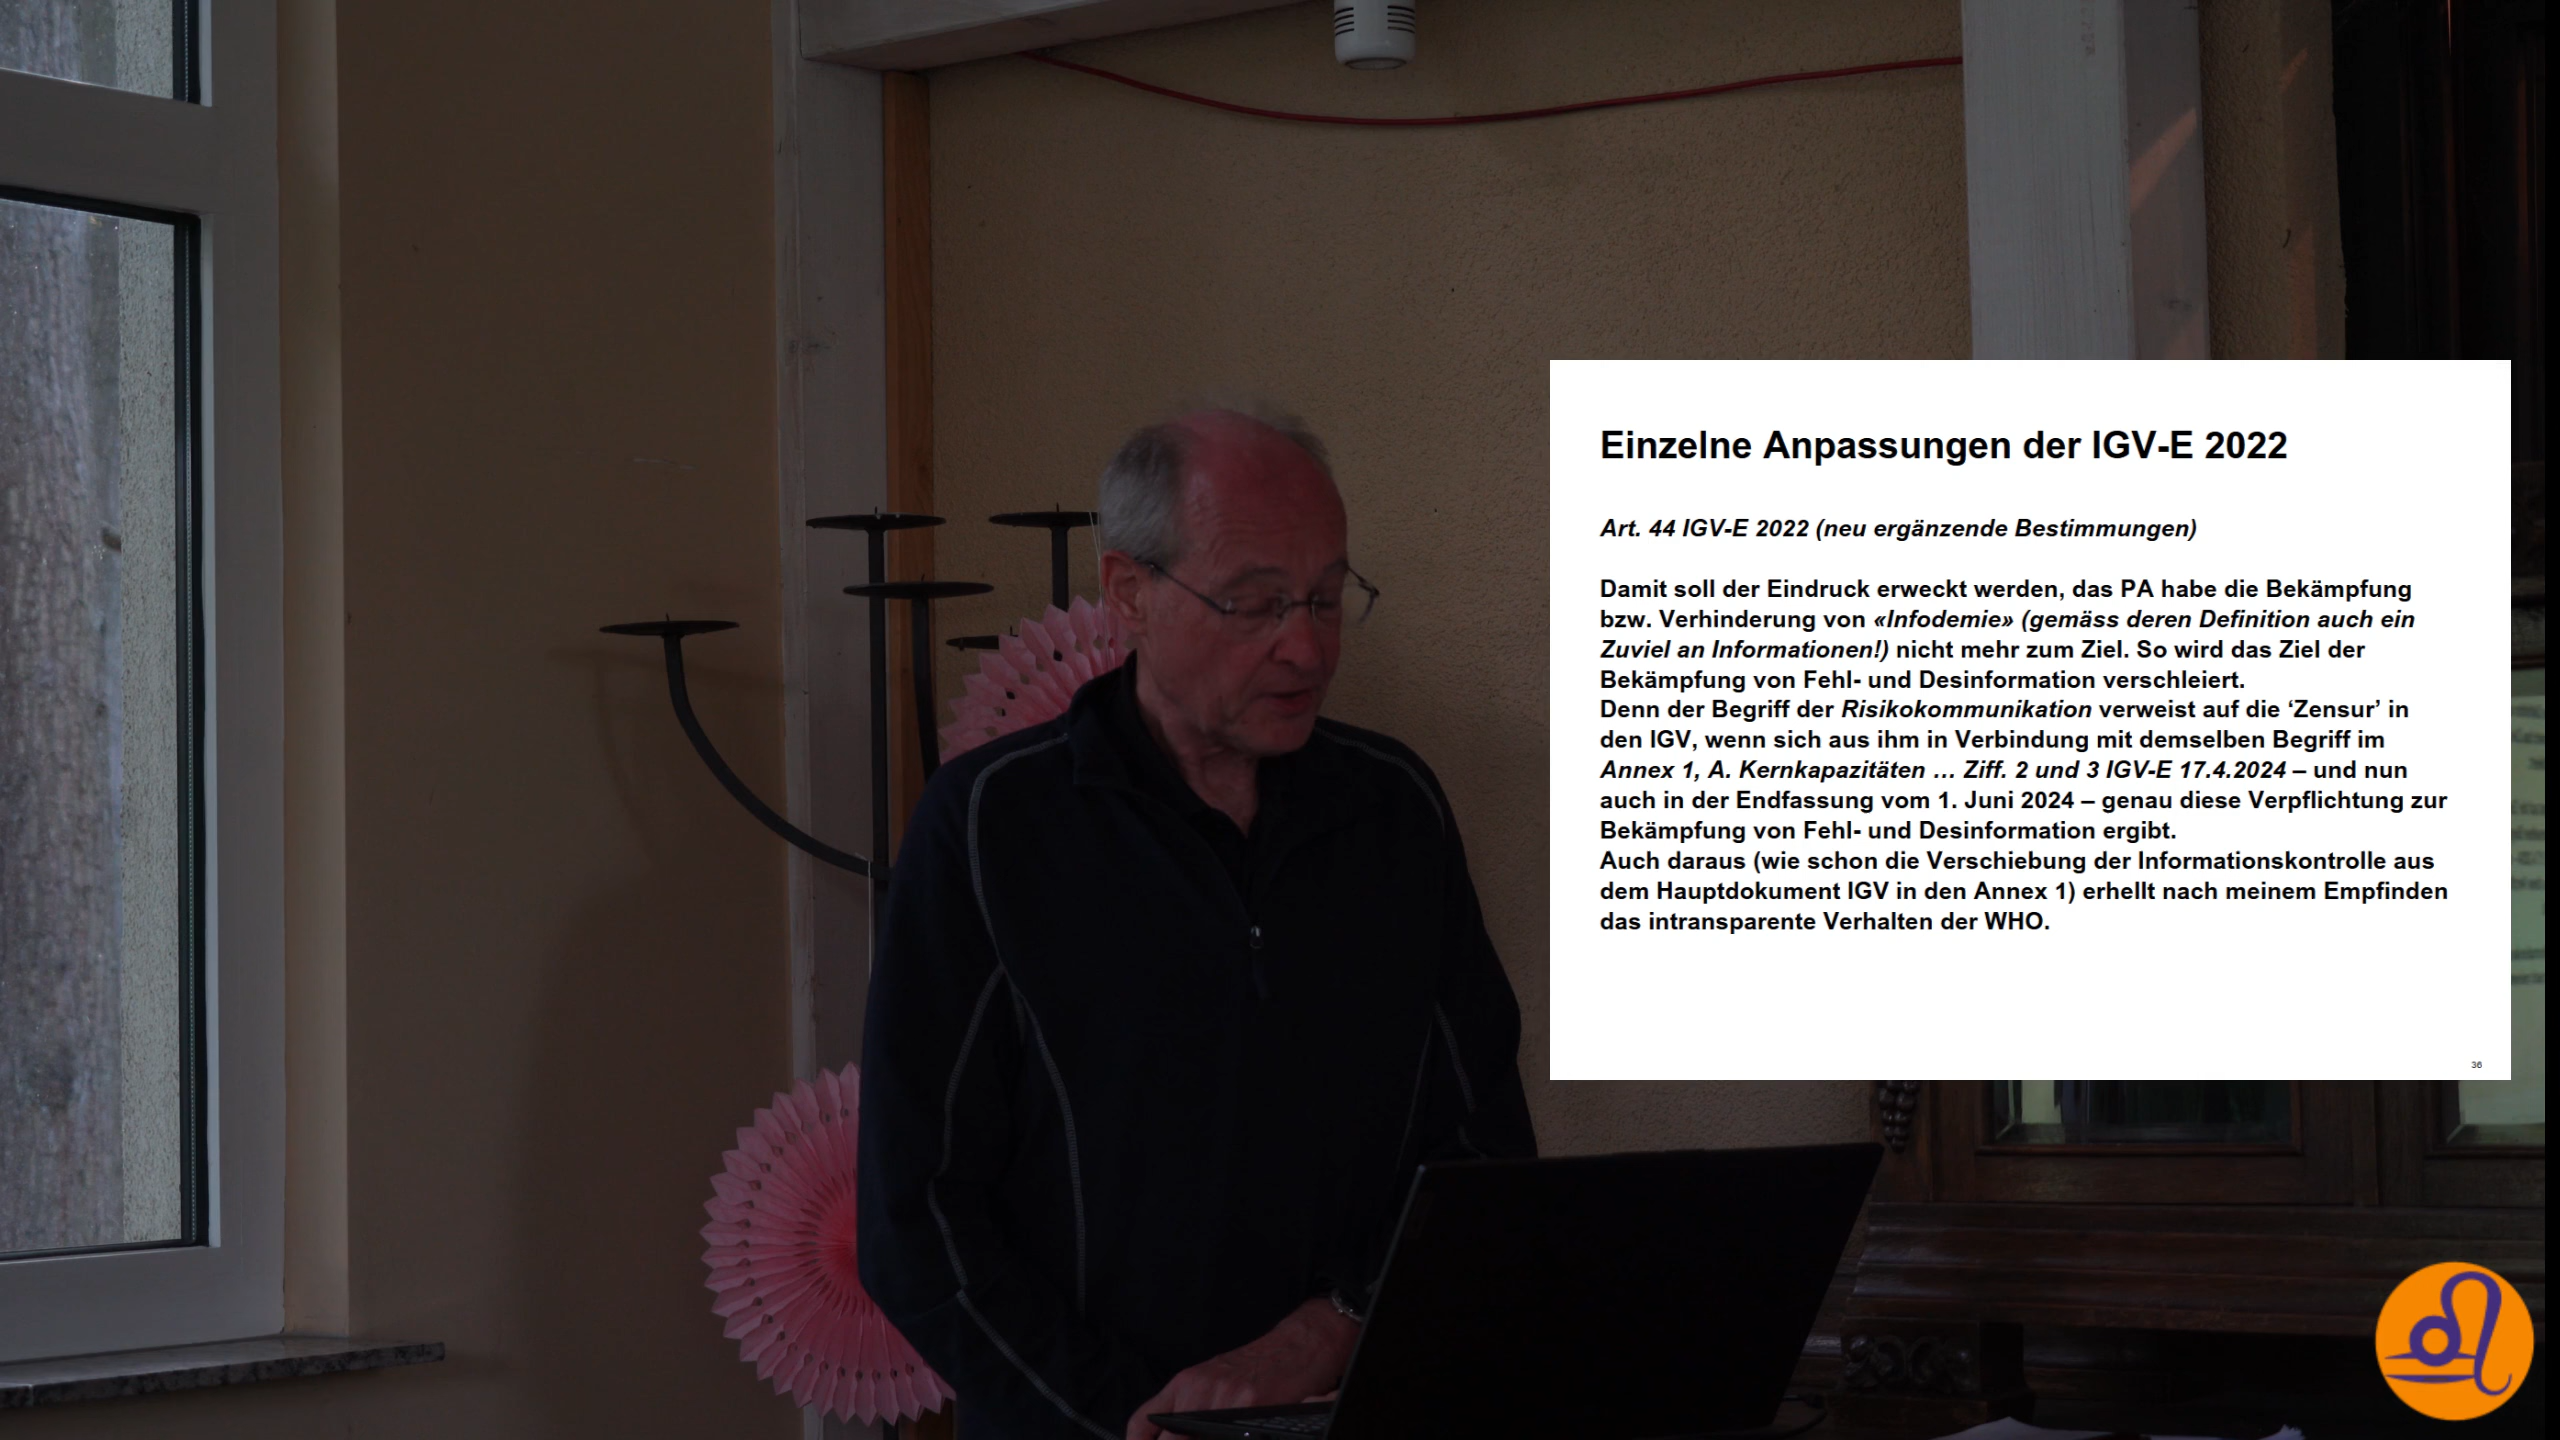 Einzelne Anpassungen der IGV-E 2022
Art. 44 IGV-E 2022 (neu ergänzende Bestimmungen)
Damit soll der Eindruck erweckt werden, das PA habe die Bekämpfung
bzw. Verhinderung von «Infodemie» (gemäss deren Definition auch ein
Zuviel an Informationen!) nicht mehr zum Ziel. So wird das Ziel der
Bekämpfung von Fehl- und Desinformation verschleiert.
Denn der Begriff der Risikokommunikation verweist auf die ‘Zensur’ in
den IGV, wenn sich aus ihm in Verbindung mit demselben Begriff im
Annex 1, A. Kernkapazitäten … Ziff. 2 und 3 IGV-E 17.4.2024 – und nun
auch in der Endfassung vom 1. Juni 2024 – genau diese Verpflichtung zur
Bekämpfung von Fehl- und Desinformation ergibt.
Auch daraus (wie schon die Verschiebung der Informationskontrolle aus
dem Hauptdokument IGV in den Annex 1) erhellt nach meinem Empfinden
das intransparente Verhalten der WHO.
36